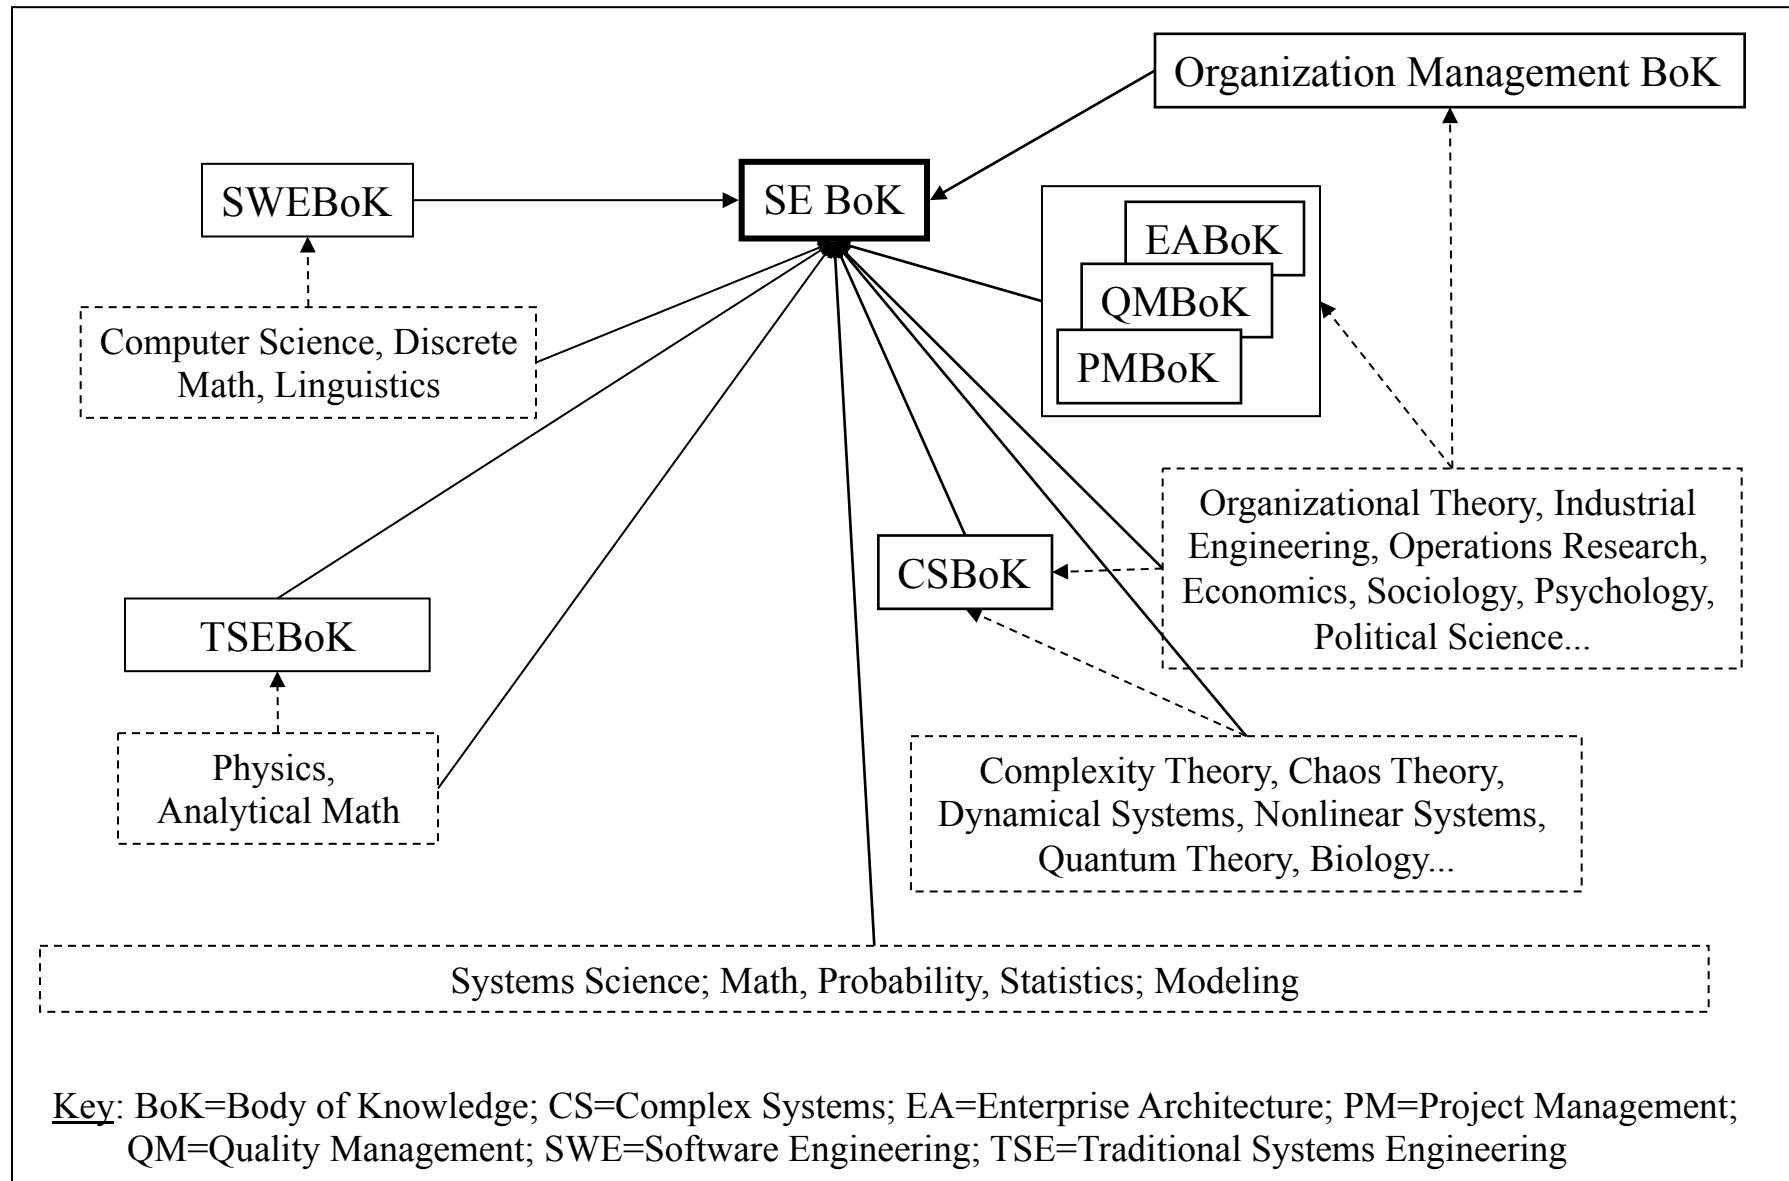 Organization Management BoK
SWEBoK
SE BoK
EABoK
QMBoK
PMBoK
Computer Science, Discrete
Math, Linguistics
Organizational Theory, Industrial
Engineering, Operations Research,
Economics, Sociology, Psychology,
Political Science...
CSBoK
TSEBoK
Physics,
Analytical Math
Complexity Theory, Chaos Theory,
Dynamical Systems, Nonlinear Systems,
Quantum Theory, Biology...
Systems Science; Math, Probability, Statistics; Modeling
Key: BoK=Body of Knowledge; CS=Complex Systems; EA=Enterprise Architecture; PM=Project Management;
QM=Quality Management; SWE=Software Engineering; TSE=Traditional Systems Engineering